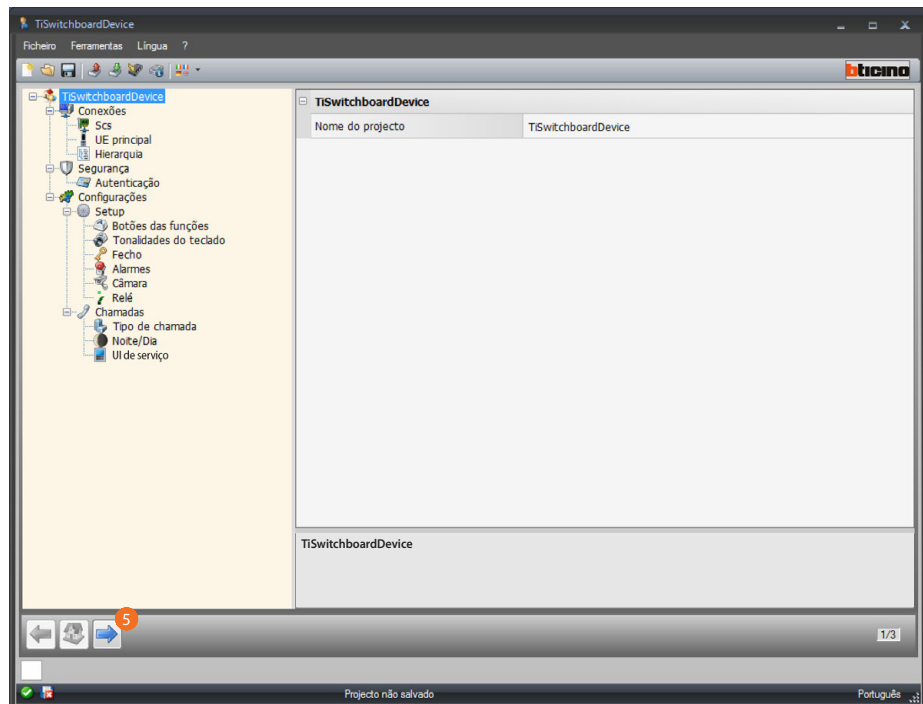 TiSwitchboardDevice
Ficheiro Ferramentas Língua ?
bticino
TiSwitchboardDevice
Conexões
Scs
UE principal
Hierarquia
Segurança
Autenticação
Configurações
Setup
Botões das funções
Tonalidades do teclado
Fecho
Alarmes
Câmara
Relé
Chamadas
Tipo de chamada
Noite/Dia
UI de serviço
TiSwitchboardDevice
Nome do projecto TiSwitchboardDevice
TiSwitchboardDevice
5
1/3
Projecto não salvado Português